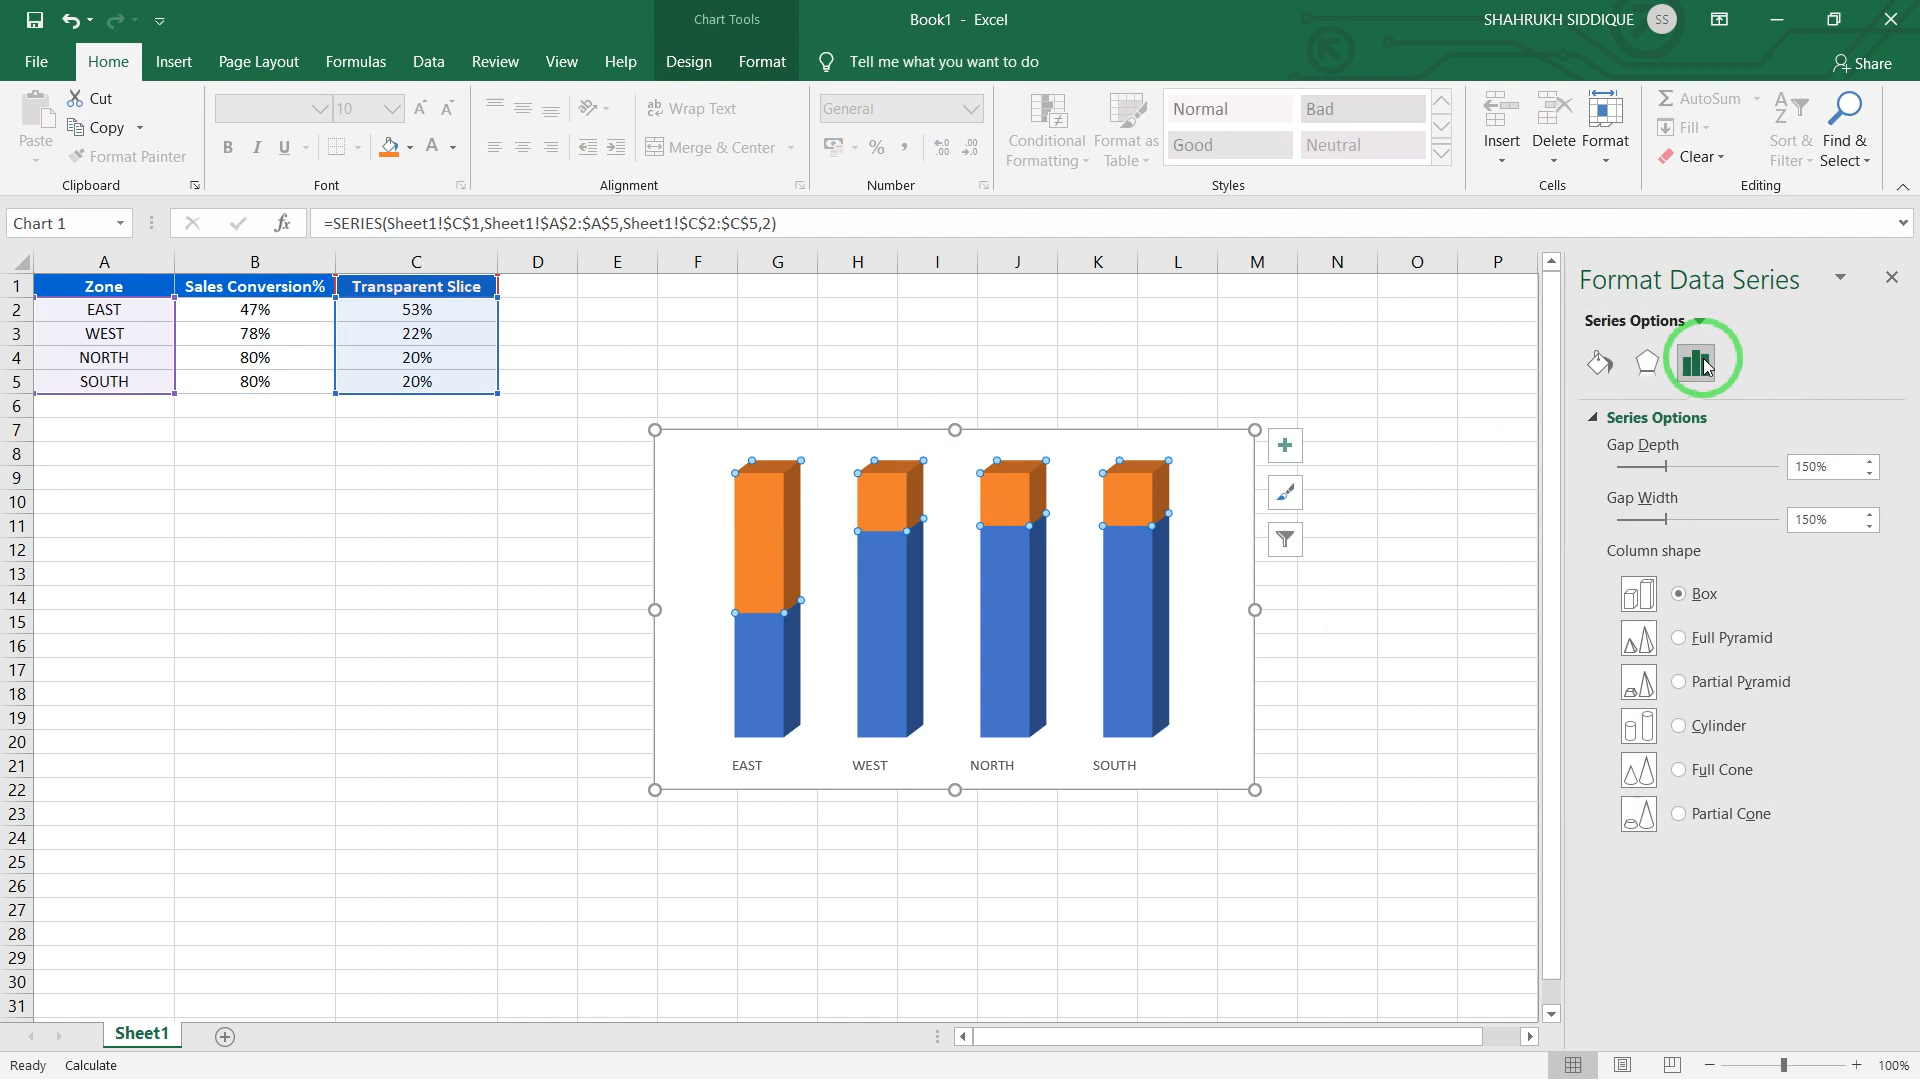 Chart Tools
Book1 - Excel
SHAHRUKH SIDDIQUE SS
File Home Insert Page Layout Formulas Data Review View Help Design Format Tell me what you want to do Share
Paste
Cut
Copy
Format Painter
Clipboard
10
B I U A
Font
ab Wrap Text
Merge & Center
Alignment
General
% ,
Number
Conditional Formatting
Format as Table
Normal Bad
Good Neutral
Styles
Insert Delete Format
Cells
AutoSum
Fill
Clear
Sort & Filter
Find & Select
Editing
Chart 1 fx =SERIES(Sheet1!$C$1,Sheet1!$A$2:$A$5,Sheet1!$C$2:$C$5,2)
A B C D E F G H I J K L M N O P
1 Zone Sales Conversion% Transparent Slice
2 EAST 47% 53%
3 WEST 78% 22%
4 NORTH 80% 20%
5 SOUTH 80% 20%
6
7
8
9
10
11
12
13
14
15
16
17
18
19
20
21
22
23
24
25
26
27
28
29
30
31
EAST WEST NORTH SOUTH
Format Data Series
Series Options
Series Options
Gap Depth
150%
Gap Width
150%
Column shape
Box
Full Pyramid
Partial Pyramid
Cylinder
Full Cone
Partial Cone
Sheet1
Ready Calculate
100%